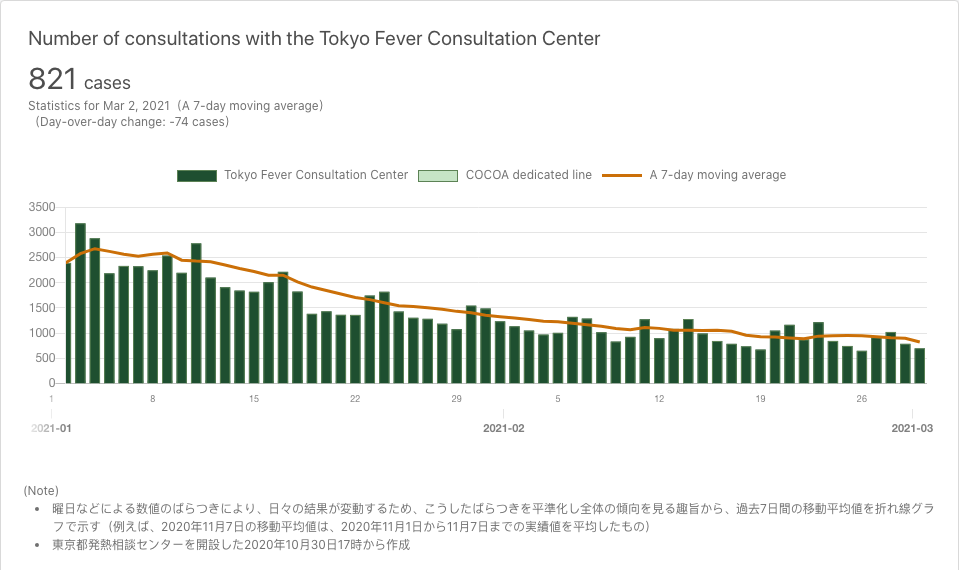 Number of consultations with the Tokyo Fever Consultation Center
821 cases
Statistics for Mar 2, 2021（A 7-day moving average）
（Day-over-day change: -74 cases）
Tokyo Fever Consultation Center COCOA dedicated line A 7-day moving average
3500
3000
2500
2000
1500
1000
500
0
1 8 15 22 29 5 12 19 26
2021-01 2021-02 2021-03
(Note)
• 曜日などによる数値のばらつきにより、日々の結果が変動するため、こうしたばらつきを平準化し全体の傾向を見る趣旨から、過去7日間の移動平均値を折れ線グラ
フで示す（例えば、2020年11月7日の移動平均値は、2020年11月1日から11月7日までの実績値を平均したもの）
• 東京都発熱相談センターを開設した2020年10月30日17時から作成